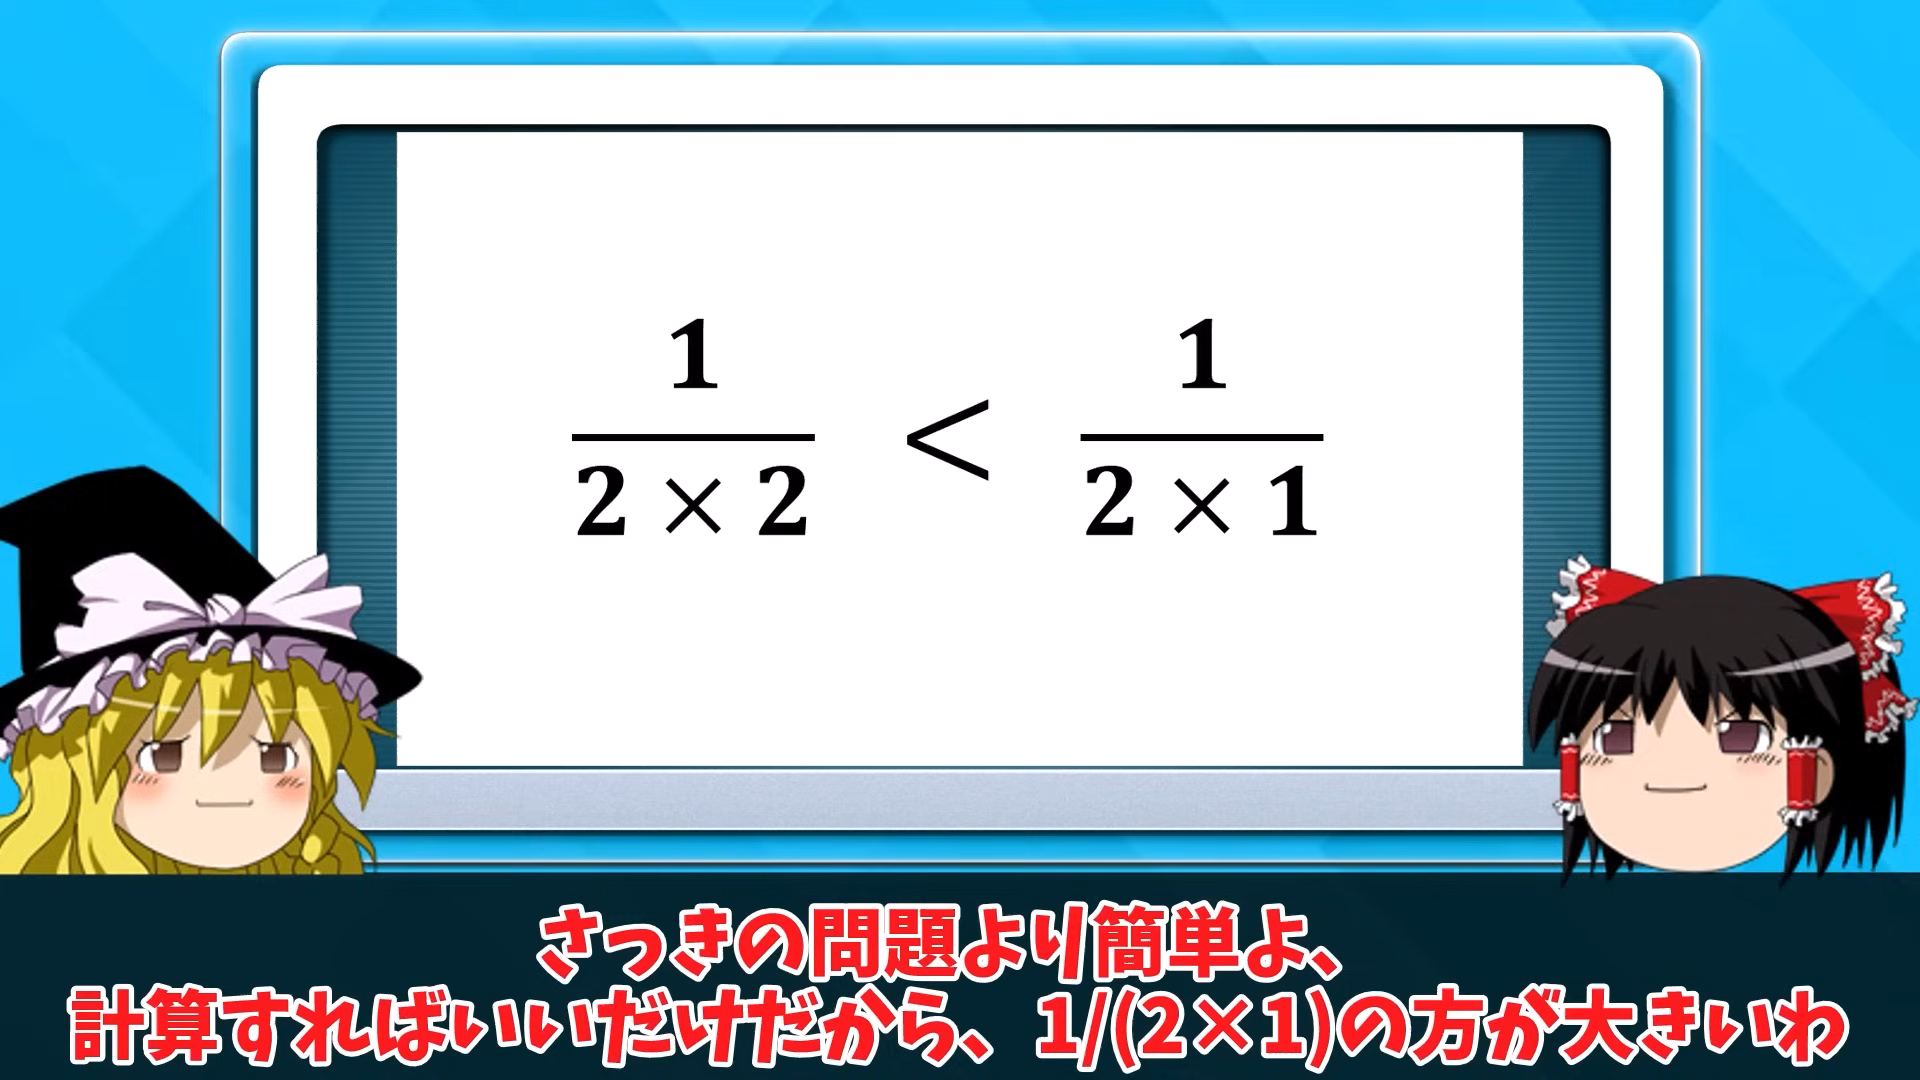 1/(2 × 2) < 1/(2 × 1)
さっきの問題より簡単よ、
計算すればいいだけだから、1/(2×1)の方が大きいわ